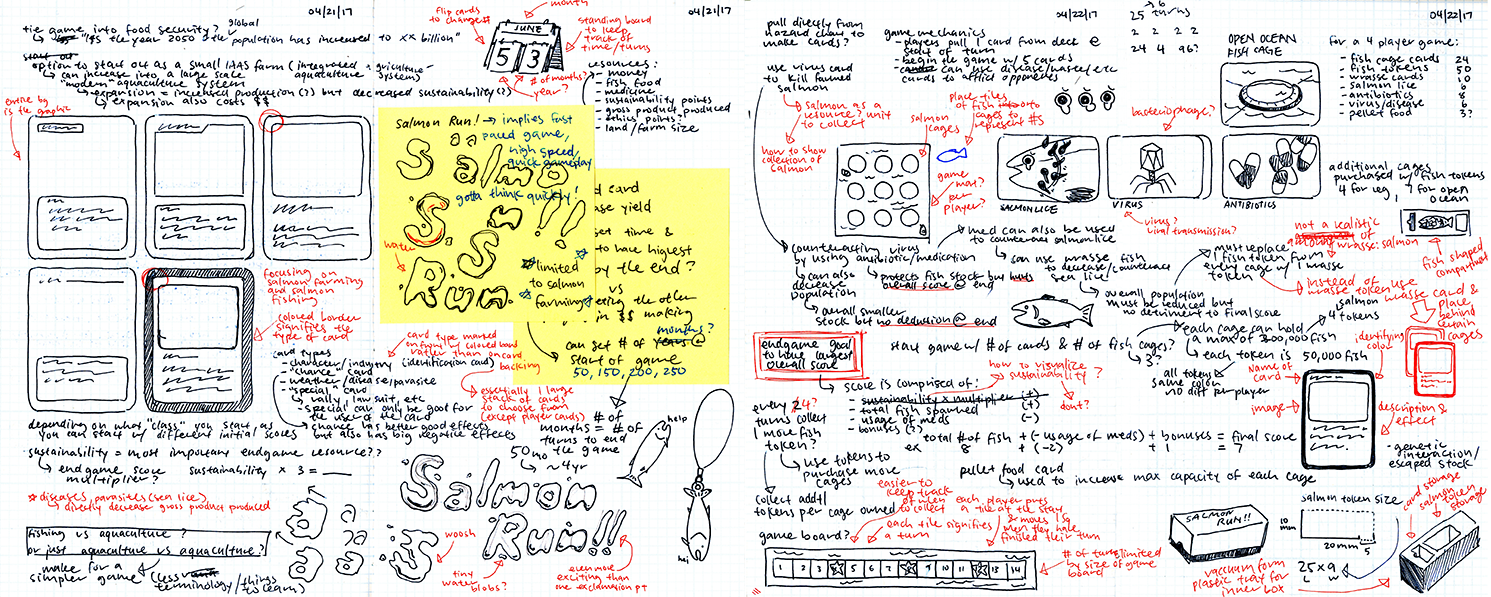 04/21/17
tie game into food security?
global
"It's the year 2050 & the population has increased to xx billion"
start out
option to start out as a small IAAS farm (integrated agriculture-
aquaculture system)
can increase into a large scale
"modern" aquaculture system
expansion = increased production (?) but decreased sustainability (?)
expansion also costs $$
entire bg
is the graphic
focusing on
salmon farming
and salmon
fishing
colored border
signifies the
type of card
card types
- character/industry (identification card)
- chance card
- weather/disease/parasite
- special card
rally, law suit, etc
- special can only be good for
the user of the card
chance has better good effects
but also has big negative effects
depending on what "class" you start as
you can start w/ different initial scores
sustainability = most important endgame resource??
endgame score
multiplier?
sustainability x 3 = ___
diseases, parasites (sea lice)
directly decrease gross product produced
fishing vs aquaculture?
or just aquaculture vs aquaculture?
make for a
simpler game
(less
terminology/things
to learn)
flip cards
to change #
month
JUNE
5 3
standing board
to keep
track of
time/turns
# of months?
year?
04/21/17
resources:
- money
- fish food
- medicine
- sustainability points
- gross product produced
- ethics points?
- land/farm size
Salmon Run! → implies fast
paced game,
high speed,
quick gameplay
gotta think quickly!
Salmon
Run!!
water
limited
to salmon
farming
card
yield
set time &
to have highest
by the end?
vs
the other
in $$ making
months?
can set # of years @
start of game
50, 150, 200, 250
card type marked
on front w/ colored band
rather than on card
backing
essentially 1 large
stack of cards
to choose from
(except player cards)
# of
months = # of
turns to end
the game
50 mo
~4yr
help
hei
Salmon
Run!!
woosh
tiny
water
blobs?
even more
exciting than
one exclamation pt
04/22/17
pull directly from
hazard chart to
make cards?
use virus card
to kill farmed
salmon
salmon as a
resource? unit
to collect
how to show
collection of
salmon
game mechanics
- players pull 1 card from deck @
start of turn
- begin the game w/ 5 cards
- can use disease/wasse/etc
cards to afflict opponents
salmon
cages
place tiles
of fish into
cages to
represent #s
game
mat?
per
player?
SALMON LICE
VIRUS
ANTIBIOTICS
bacteriophage?
virus?
viral transmission?
25 turns
2 2 2 2
24 4 96?
OPEN OCEAN
FISH CAGE
04/22/17
for a 4 player game:
- fish cage cards 24
- fish tokens 50
- wrasse cards 10
- salmon lice 6
- antibiotics 8
- virus/disease 6
- pellet food 3?
additional cages
purchased w/ fish tokens
4 for reg, 1 for open
ocean
fish shaped
compartment
counteracting virus
by using antibiotic/medication
can also
decrease
population
protects fish stock but hurts
overall score @ end
overall smaller
stock but no deduction @ end
med can also be used
to counteract salmon lice
can use wrasse fish
to decrease/counteract
sea lice
overall population
must be reduced but
no detriment to final score
must replace
1 fish token from
every cage w/ 1 wrasse
token
not a realistic
of
wrasse:salmon
instead of
wrasse token use
wrasse card &
place
behind
certain
cages
endgame goal
to have largest
overall score
start game w/ # of cards & # of fish cages?
3?
each cage can hold
a max of 200,000 fish
salmon
4 tokens
each token is 50,000 fish
all tokens
same color
no diff per player
score is comprised of:
- sustainability x multiplier (+)
- total fish spawned (+)
- usage of meds (-)
- bonuses (?)
how to visualize
sustainability?
don't?
total # of fish + (-usage of meds) + bonuses = final score
ex 8 + (-2) + 1 = 7
every 24?
turns collect
1 more fish
token?
use tokens to
purchase more
cages
collect addtl
tokens per cage owned
pellet food card
used to increase max capacity of each cage
easier to
keep track
of when
to collect
each player puts
a tile at the start
& moves 1 sq
when they have
finished their turn
each tile signifies
a turn
game board?
1 2 3 5 6 7 9 10 11 13 14
# of turns limited
by size of game
board
identifying
color
name of
card
image
description &
effect
- genetic
interaction/
escaped stock
SALMON
RUN!!
vaccuum form
plastic tray for
inner box
salmon token size
10
mm
20mm
5
25 x 9
L W
card storage
salmon token
storage